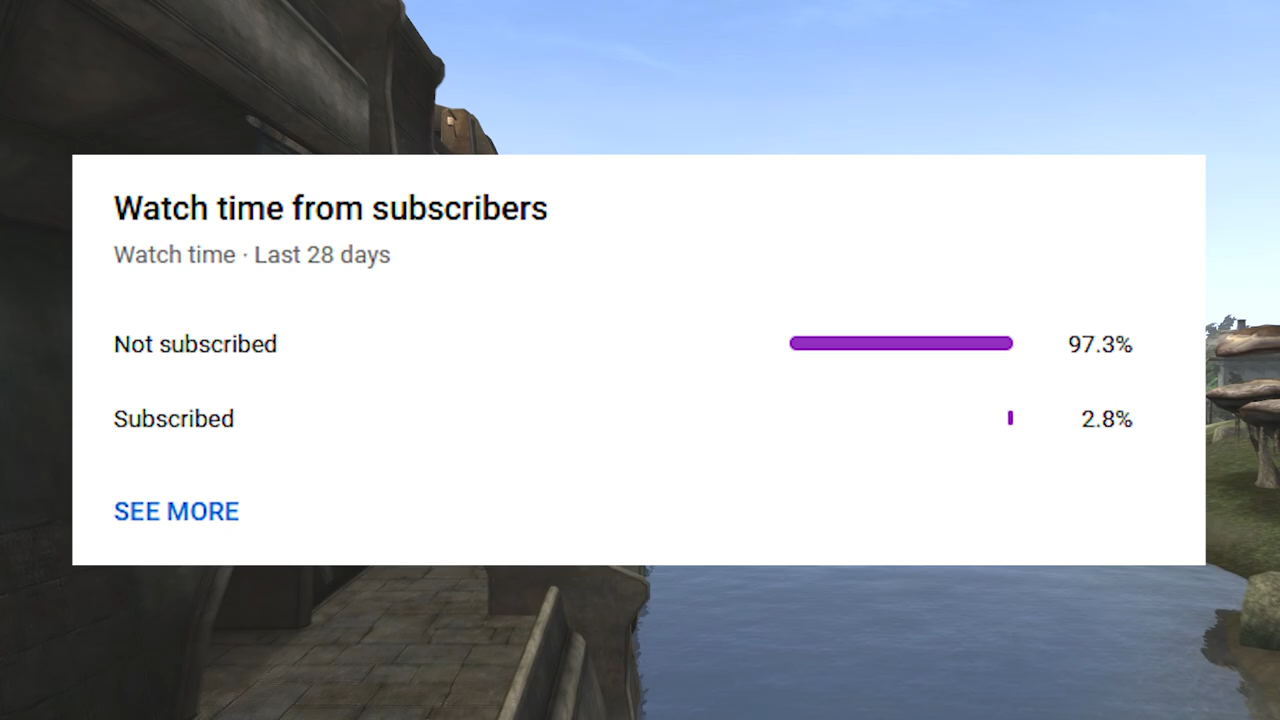 Watch time from subscribers
Watch time · Last 28 days
Not subscribed 97.3%
Subscribed 2.8%
SEE MORE